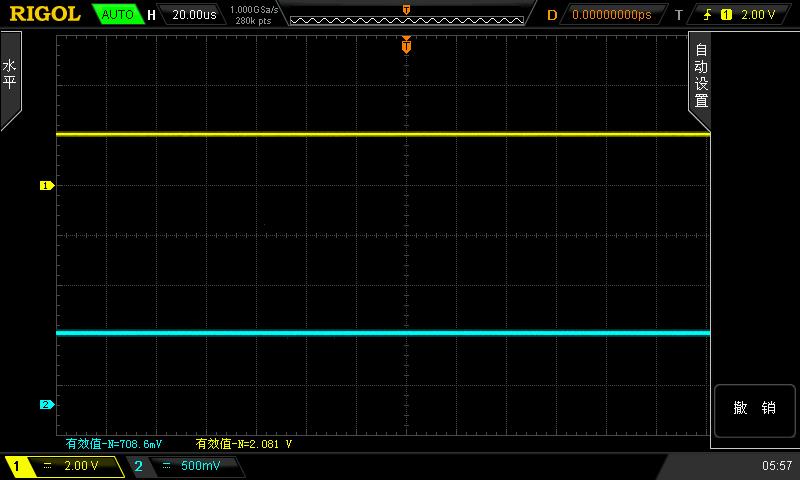 RIGOL AUTO H 20.00us 1.000GSa/s 280k pts T D 0.00000000ps T 1 2.00 V
T
水平
自动设置
1
2
撤 销
有效值-N=708.6mV 有效值-N=2.081 V
1 2.00 V 2 500mV 05:57